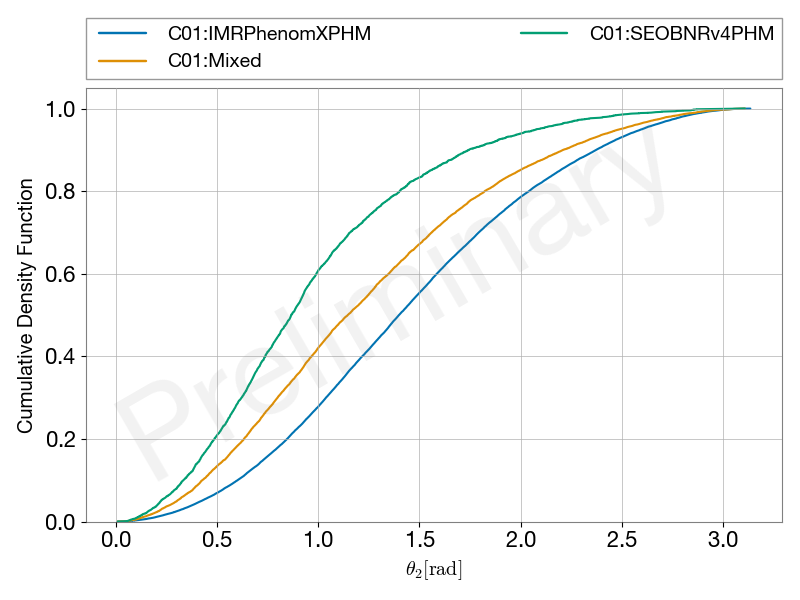 C01:IMRPhenomXPHM
C01:Mixed
C01:SEOBNRv4PHM
1.0
0.8
0.6
0.4
0.2
0.0
Cumulative Density Function
Preliminary
0.0 0.5 1.0 1.5 2.0 2.5 3.0
θ₂[rad]